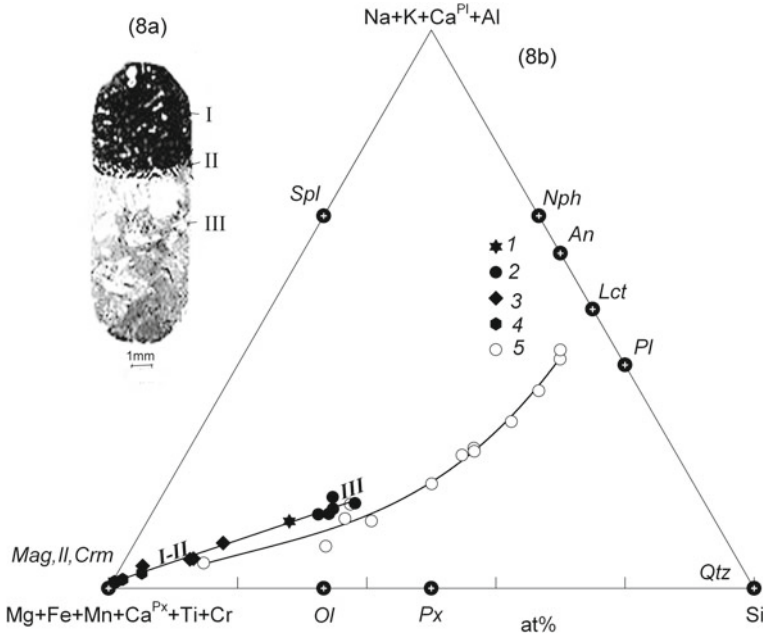 Na+K+Ca^Pl+Al
(8a)
(8b)
I
II
III
1mm
Spl
Nph
An
Lct
Pl
1
2
3
4
5
III
I-II
Mag,Il,Crm
Qtz
Mg+Fe+Mn+Ca^Px+Ti+Cr
Ol
Px
at%
Si